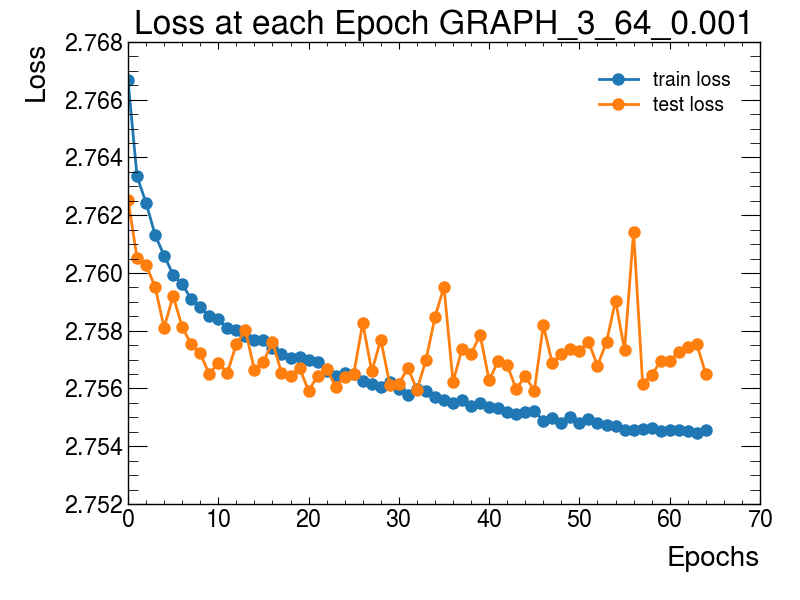 Loss at each Epoch GRAPH_3_64_0.001
Loss
2.768
2.766
2.764
2.762
2.760
2.758
2.756
2.754
2.752
train loss
test loss
0 10 20 30 40 50 60 70
Epochs